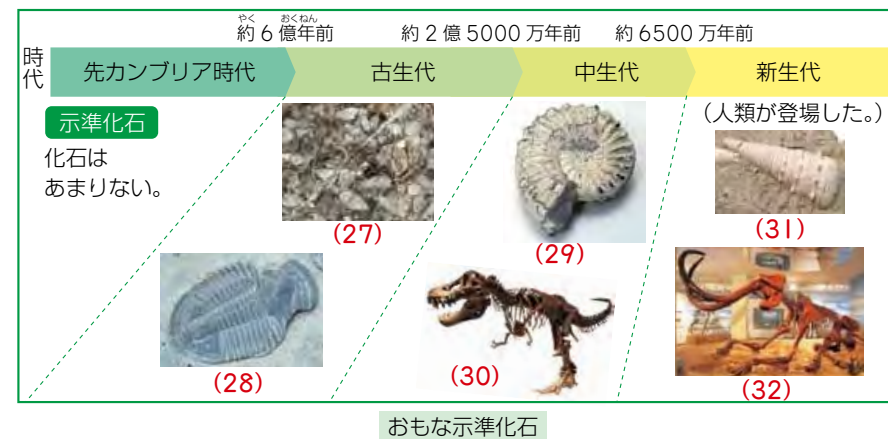 やく おくねん
約6億年前 約2億5000万年前 約6500万年前
時代 先カンブリア時代 古生代 中生代 新生代
示準化石
化石は
あまりない。
(人類が登場した。)
(27)
(29)
(31)
(28)
(30)
(32)
おもな示準化石